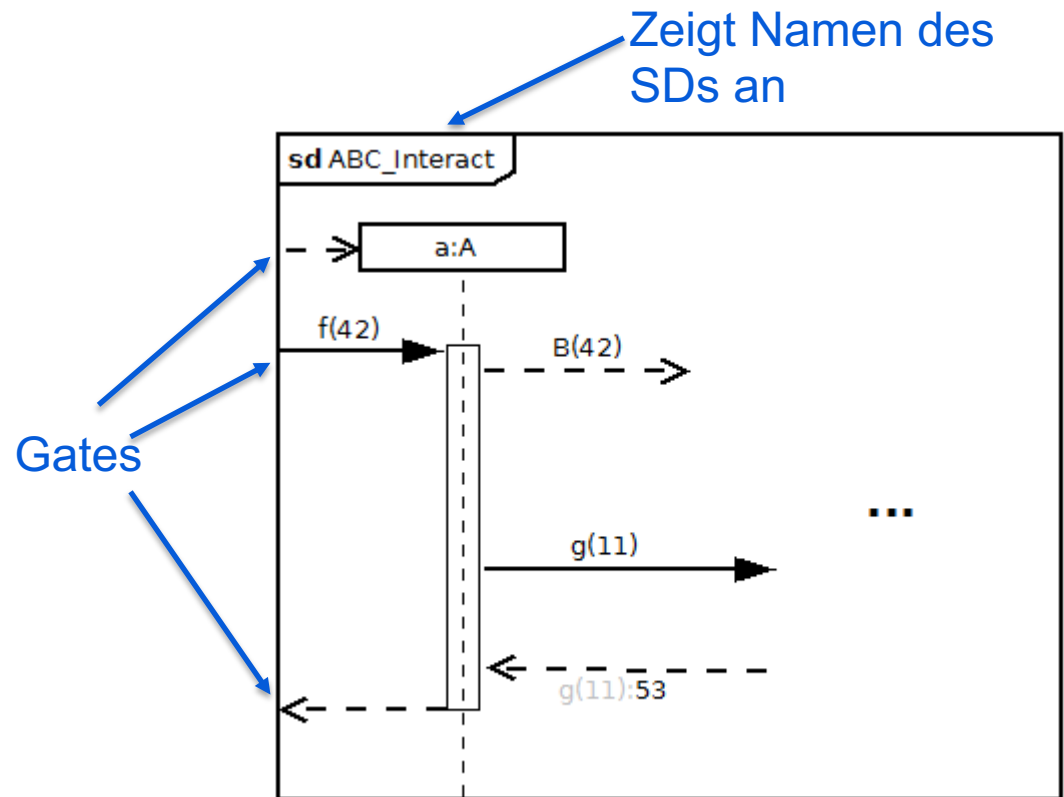 Zeigt Namen des
SDs an
sd ABC_Interact
a:A
f(42)
B(42)
Gates
...
g(11)
g(11):53